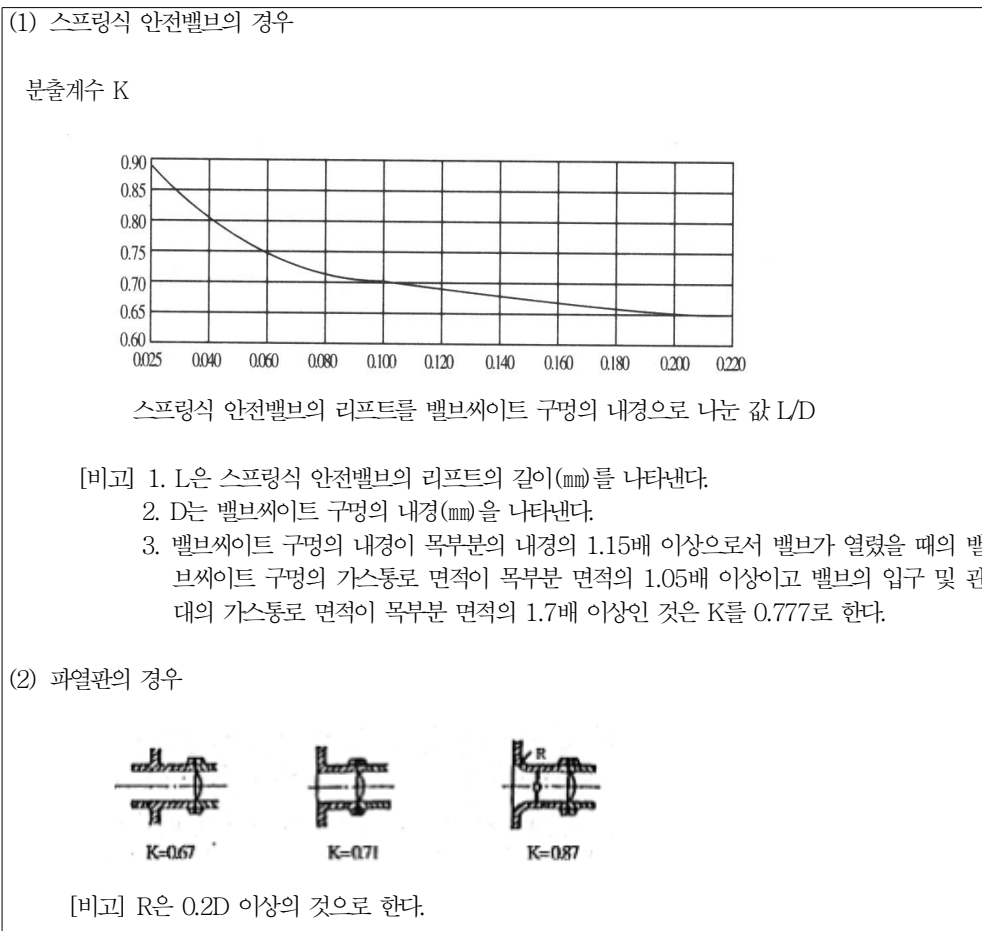 (1) 스프링식 안전밸브의 경우
분출계수 K
0.90
0.85
0.80
0.75
0.70
0.65
0.60
0.025 0.040 0.060 0.080 0.100 0.120 0.140 0.160 0.180 0.200 0.220
스프링식 안전밸브의 리프트를 밸브씨이트 구멍의 내경으로 나눈 값 L/D
[비고] 1. L은 스프링식 안전밸브의 리프트의 길이(㎜)를 나타낸다.
2. D는 밸브씨이트 구멍의 내경(㎜)을 나타낸다.
3. 밸브씨이트 구멍의 내경이 목부분의 내경의 1.15배 이상으로서 밸브가 열렸을 때의 밸
브씨이트 구멍의 가스통로 면적이 목부분 면적의 1.05배 이상이고 밸브의 입구 및 관
대의 가스통로 면적이 목부분 면적의 1.7배 이상인 것은 K를 0.777로 한다.
(2) 파열판의 경우
R
K=0.67 K=0.71 K=0.87
[비고] R은 0.2D 이상의 것으로 한다.